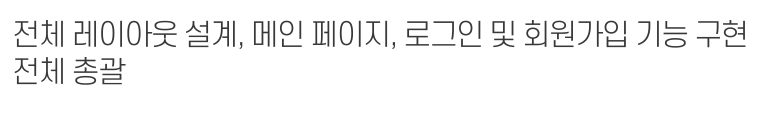 전체 레이아웃 설계, 메인 페이지, 로그인 및 회원가입 기능 구현
전체 총괄